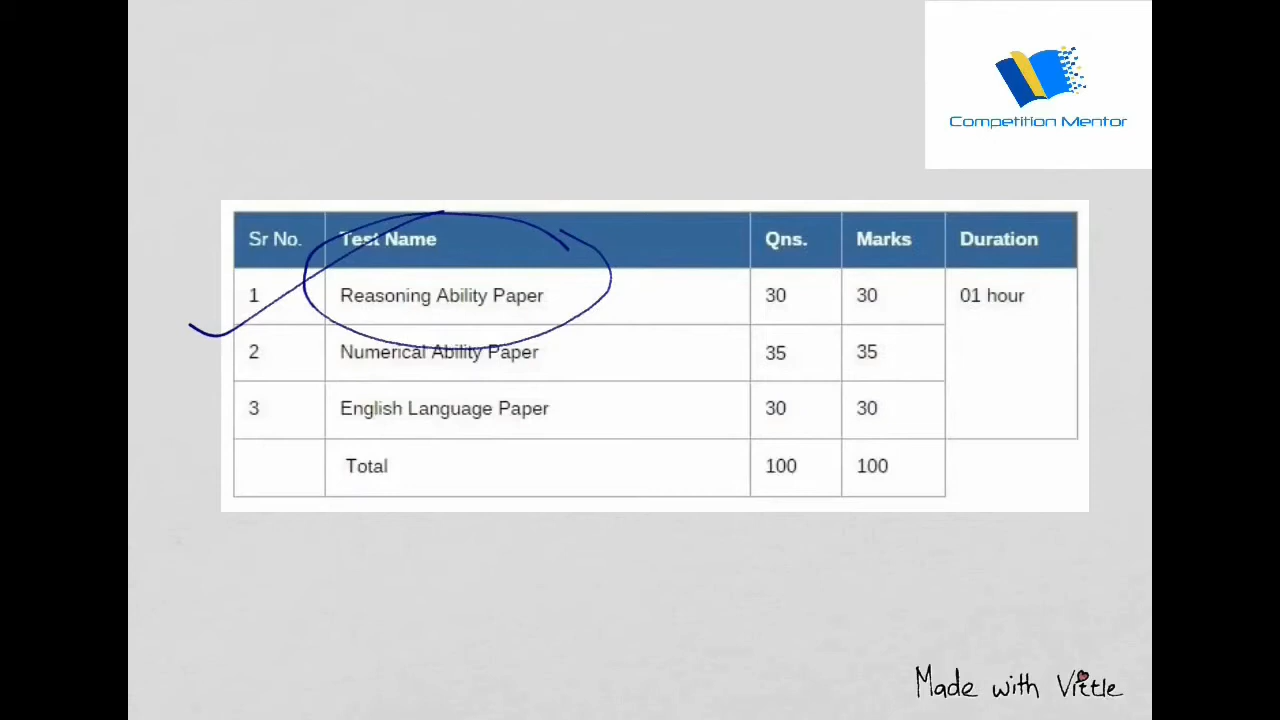 Competition Mentor
Sr No. Test Name Qns. Marks Duration
1 Reasoning Ability Paper 30 30 01 hour
2 Numerical Ability Paper 35 35
3 English Language Paper 30 30
Total 100 100
Made with Vittle